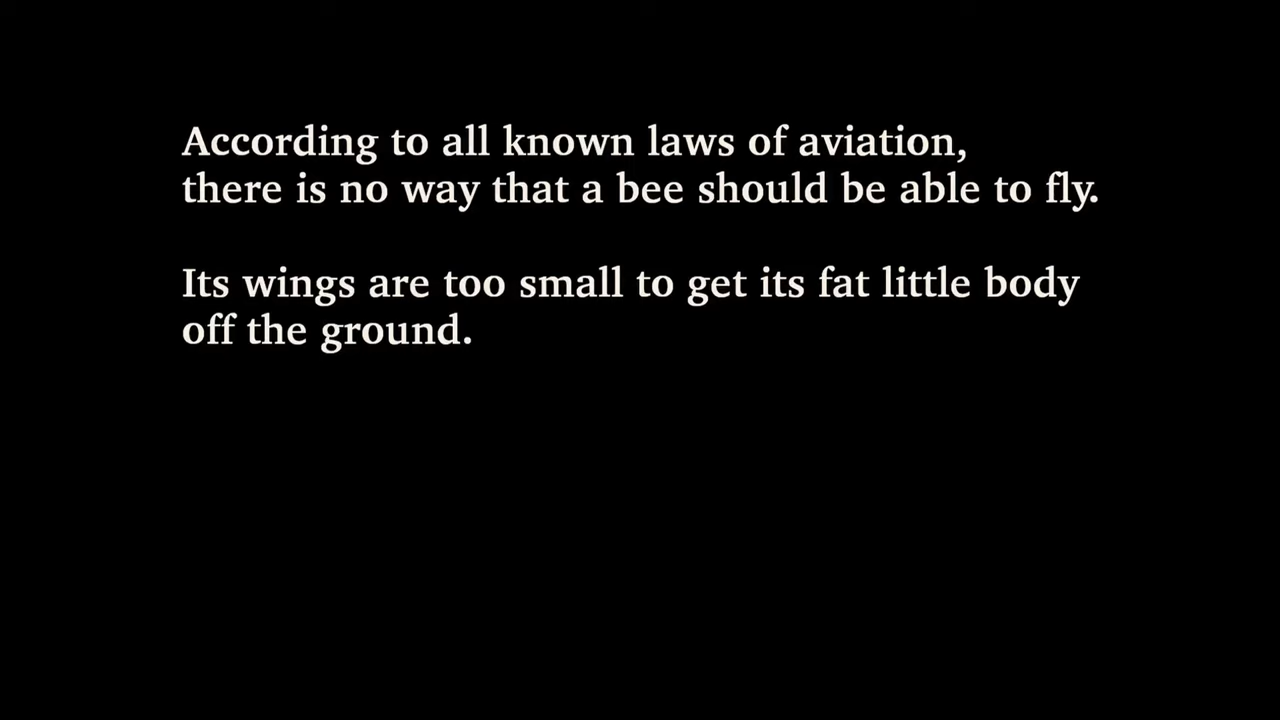 According to all known laws of aviation,
there is no way that a bee should be able to fly.
Its wings are too small to get its fat little body
off the ground.